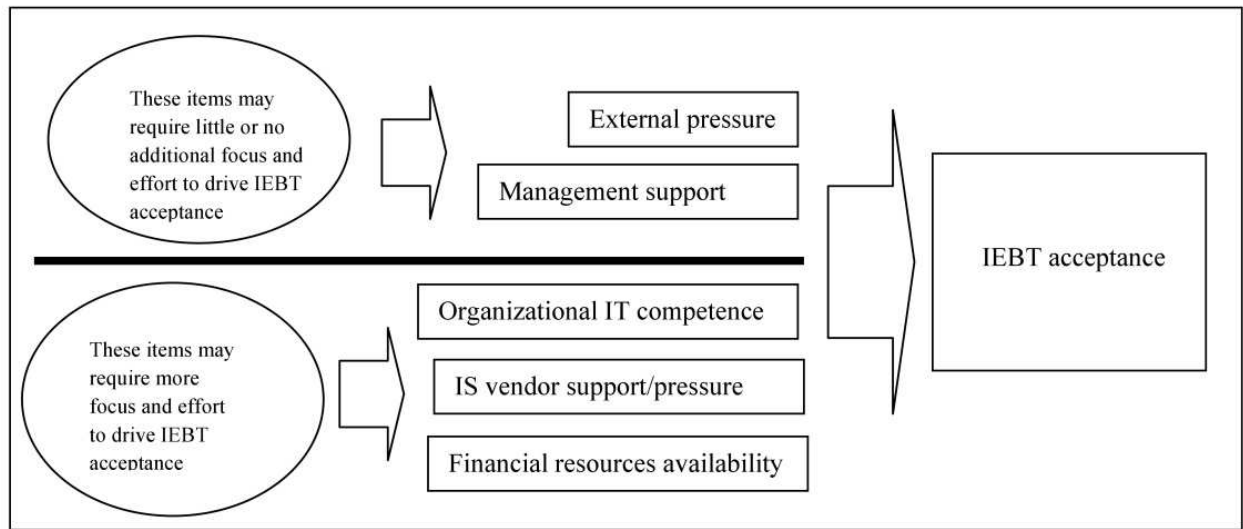 These items may
require little or no
additional focus and
effort to drive IEBT
acceptance
External pressure
Management support
Organizational IT competence
IS vendor support/pressure
Financial resources availability
These items may
require more
focus and effort
to drive IEBT
acceptance
IEBT acceptance